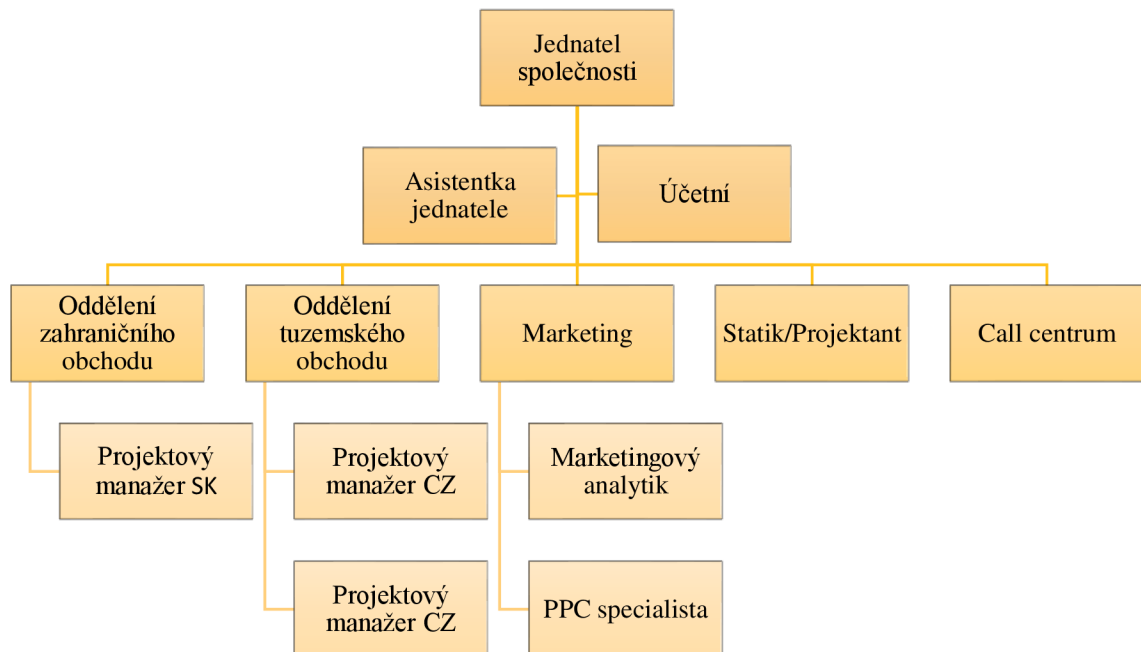 Jednatel
společnosti
Asistentka
jednatele
Účetní
Oddělení
zahraničního
obchodu
Oddělení
tuzemského
obchodu
Marketing
Statik/Projektant
Call centrum
Projektový
manažer SK
Projektový
manažer CZ
Marketingový
analytik
Projektový
manažer CZ
PPC specialista